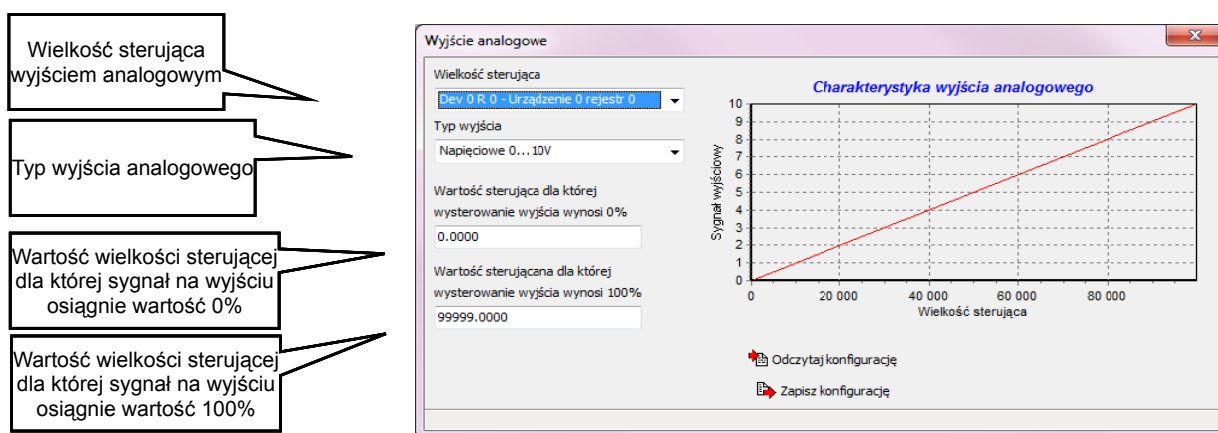 Wielkość sterująca
wyjściem analogowym
Typ wyjścia analogowego
Wartość wielkości sterującej
dla której sygnał na wyjściu
osiągnie wartość 0%
Wartość wielkości sterującej
dla której sygnał na wyjściu
osiągnie wartość 100%
Wyjście analogowe
Wielkość sterująca
Dev 0 R 0 - Urządzenie 0 rejestr 0
Typ wyjścia
Napięciowe 0...10V
Wartość sterująca dla której
wysterowanie wyjścia wynosi 0%
0.0000
Wartość sterującana dla której
wysterowanie wyjścia wynosi 100%
99999.0000
Charakterystyka wyjścia analogowego
Sygnał wyjściowy
10
9
8
7
6
5
4
3
2
1
0
0 20 000 40 000 60 000 80 000
Wielkość sterująca
Odczytaj konfigurację
Zapisz konfigurację